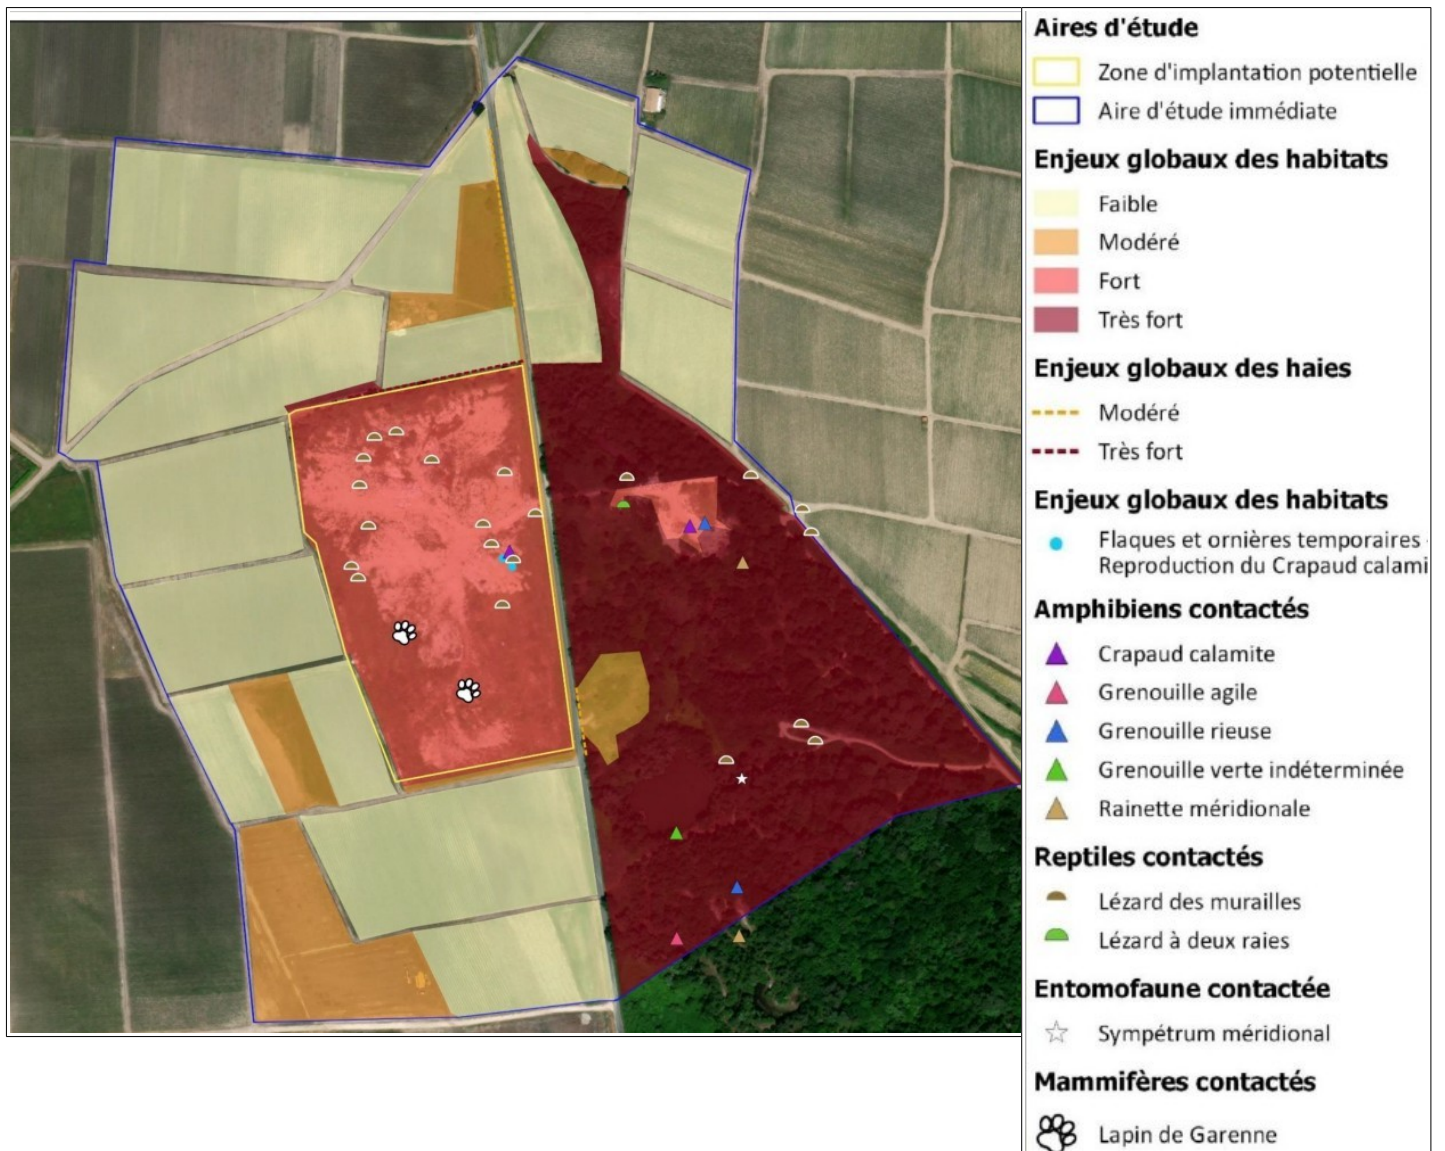 Aires d'étude
Zone d'implantation potentielle
Aire d'étude immédiate
Enjeux globaux des habitats
Faible
Modéré
Fort
Très fort
Enjeux globaux des haies
Modéré
Très fort
Enjeux globaux des habitats
Flaques et ornières temporaires -
Reproduction du Crapaud calami
Amphibiens contactés
Crapaud calamite
Grenouille agile
Grenouille rieuse
Grenouille verte indéterminée
Rainette méridionale
Reptiles contactés
Lézard des murailles
Lézard à deux raies
Entomofaune contactée
Sympétrum méridional
Mammifères contactés
Lapin de Garenne